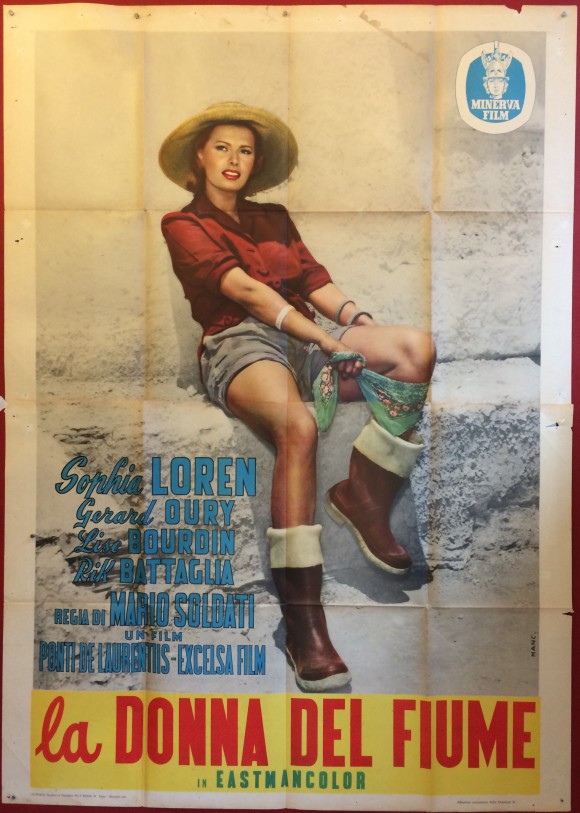 MINERVA
FILM
Sophia LOREN
Gerard OURY
Lise BOURDIN
Rik BATTAGLIA
REGIA DI MARIO SOLDATI
UN FILM
PONTI-DE LAURENTIIS-EXCELSA FILM
MANC.
la DONNA DEL FIUME
IN EASTMANCOLOR